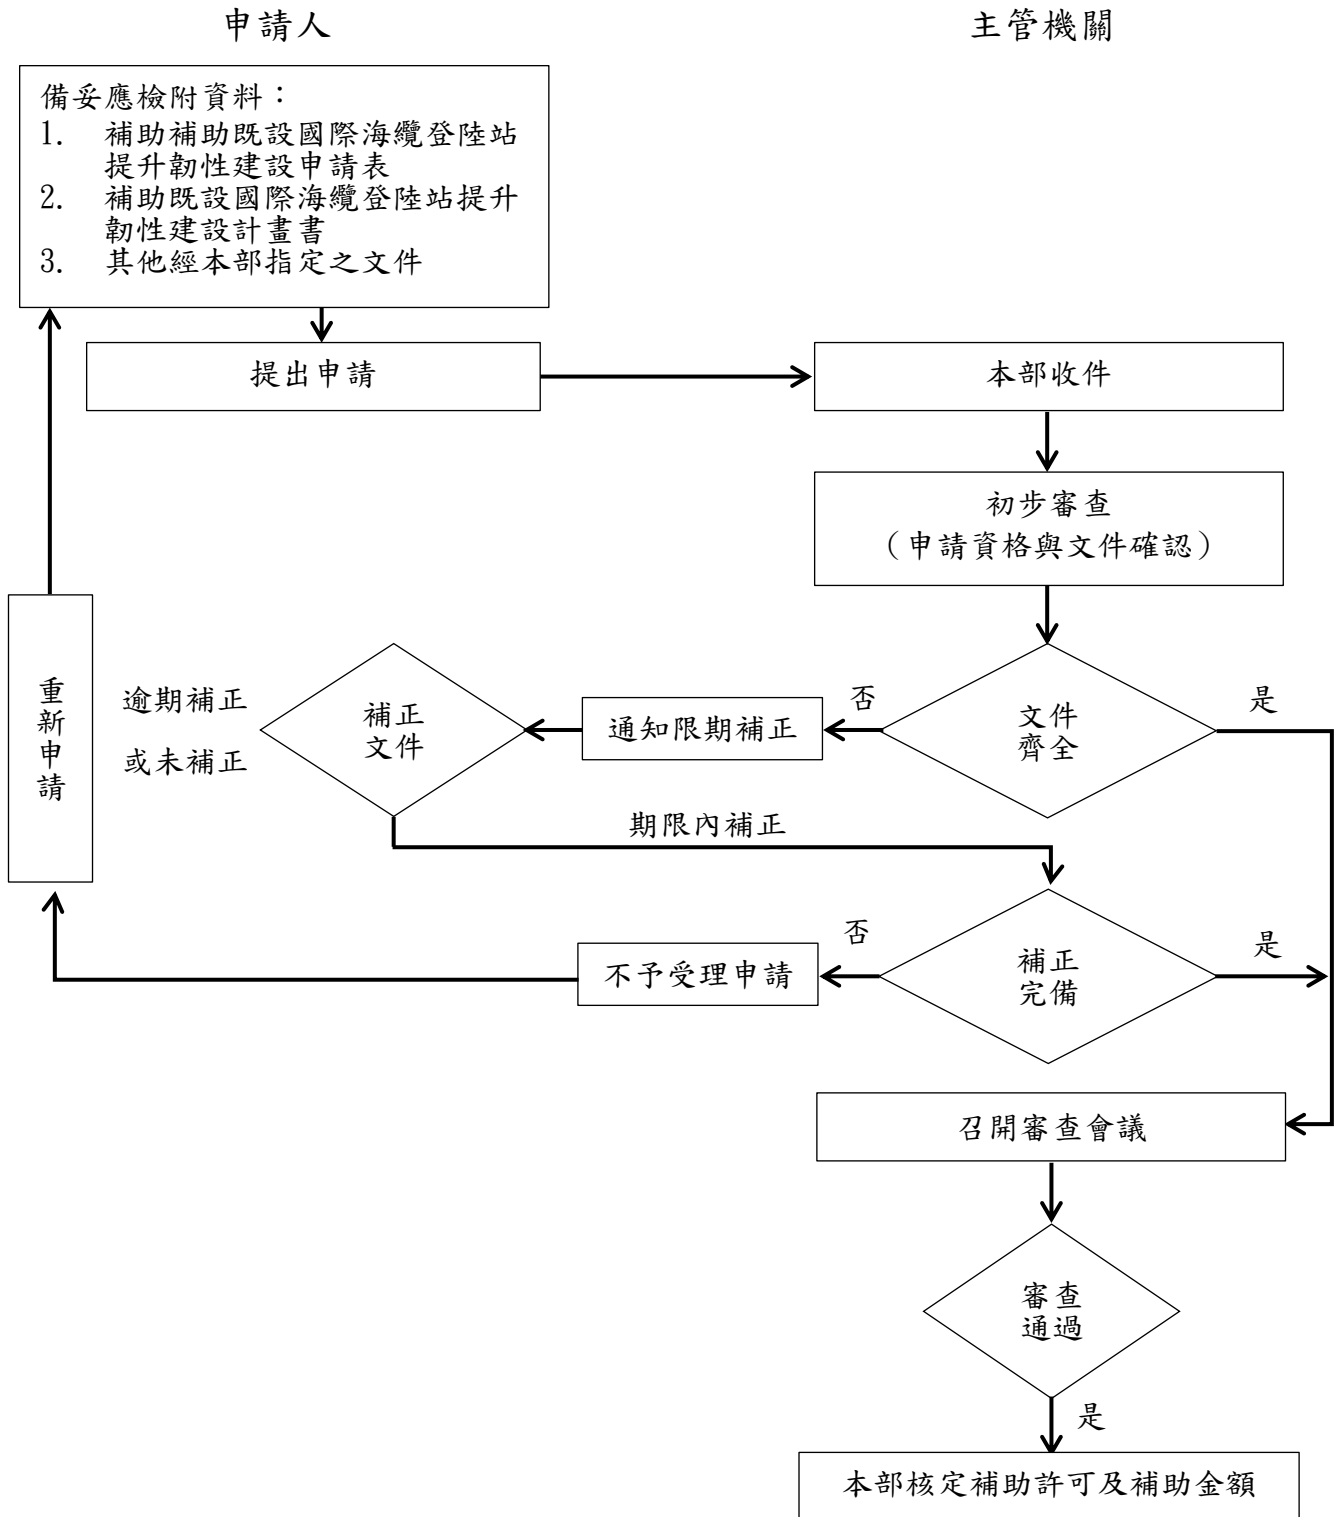 申請人
主管機關
備妥應檢附資料：
1. 補助補助既設國際海纜登陸站
提升韌性建設申請表
2. 補助既設國際海纜登陸站提升
韌性建設計畫書
3. 其他經本部指定之文件
提出申請
本部收件
初步審查
（申請資格與文件確認）
重新申請
逾期補正
或未補正
補正
文件
通知限期補正
否
文件
齊全
是
期限內補正
不予受理申請
否
補正
完備
是
召開審查會議
審查
通過
是
本部核定補助許可及補助金額